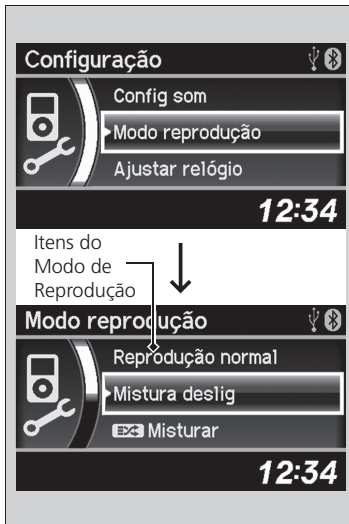 Configuração
Config som
Modo reprodução
Ajustar relógio
12:34
Itens do
Modo de
Reprodução
Modo reprodução
Reprodução normal
Mistura deslig
Misturar
12:34